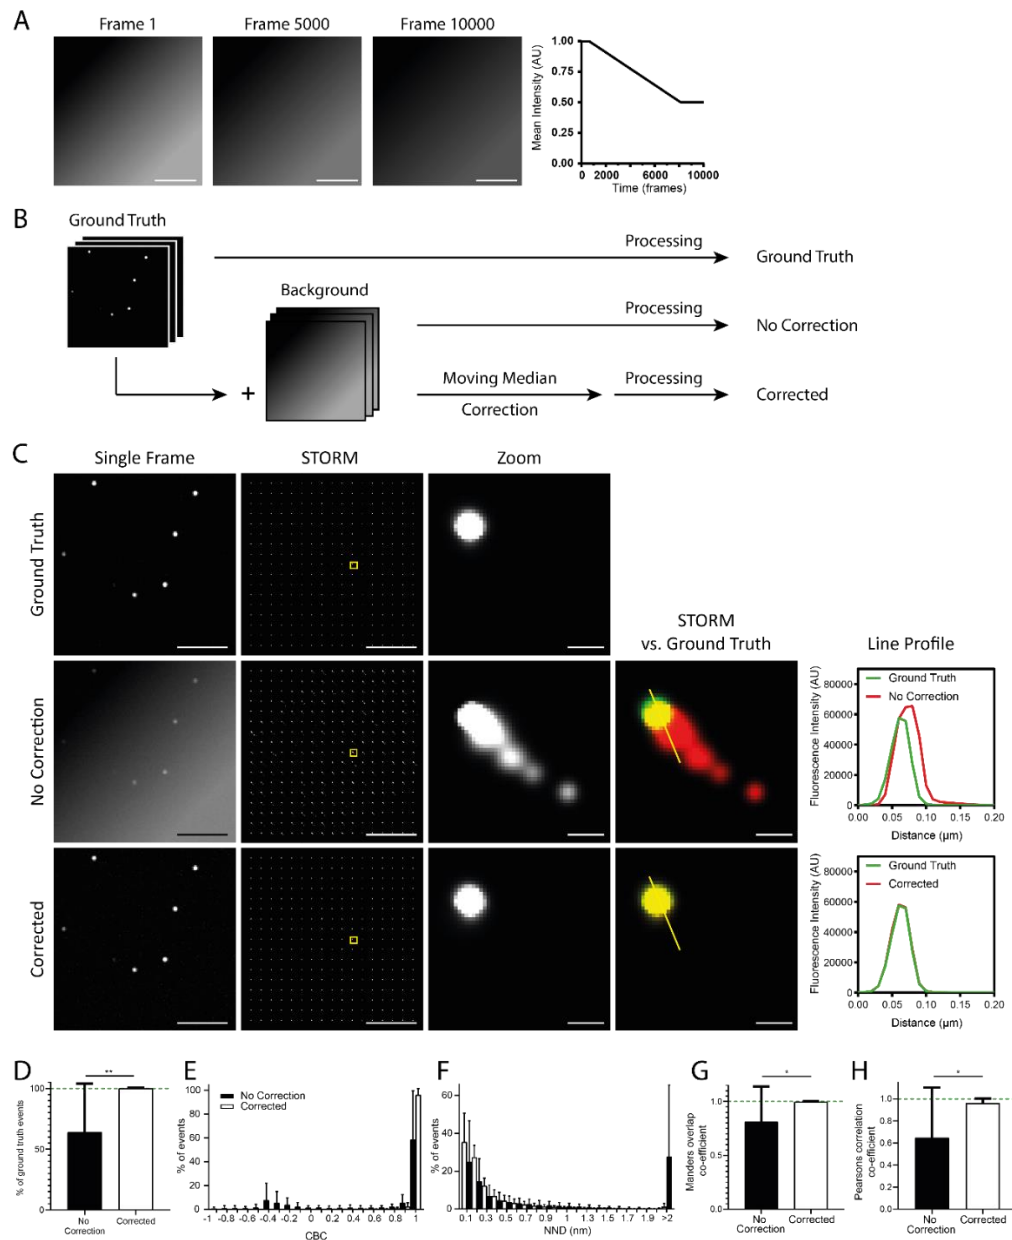 A
Frame 1
Frame 5000
Frame 10000
Mean Intensity (AU)
1.00
0.75
0.50
0.25
0.00
0 2000 6000 10000
Time (frames)
B
Ground Truth
Processing
Ground Truth
Background
Processing
No Correction
+
Moving Median
Correction
Processing
Corrected
C
Single Frame
STORM
Zoom
Ground Truth
STORM
vs. Ground Truth
Line Profile
No Correction
Fluorescence Intensity (AU)
80000
60000
40000
20000
0
Ground Truth
No Correction
0.00 0.05 0.10 0.15 0.20
Distance (µm)
Corrected
Fluorescence Intensity (AU)
80000
60000
40000
20000
0
Ground Truth
Corrected
0.00 0.05 0.10 0.15 0.20
Distance (µm)
D
% of ground truth events
100
50
0
**
No Correction
Corrected
E
% of events
100
80
60
40
20
0
No Correction
Corrected
-1 -0.8 -0.6 -0.4 -0.2 0 0.2 0.4 0.6 0.8 1
CBC
F
% of events
60
40
20
0
0.1 0.3 0.5 0.7 0.9 1 1.3 1.5 1.7 1.9 >2
NND (nm)
G
Manders overlap
co-efficient
1.0
0.5
0.0
*
No Correction
Corrected
H
Pearsons correlation
co-efficient
1.0
0.8
0.6
0.4
0.2
0.0
*
No Correction
Corrected